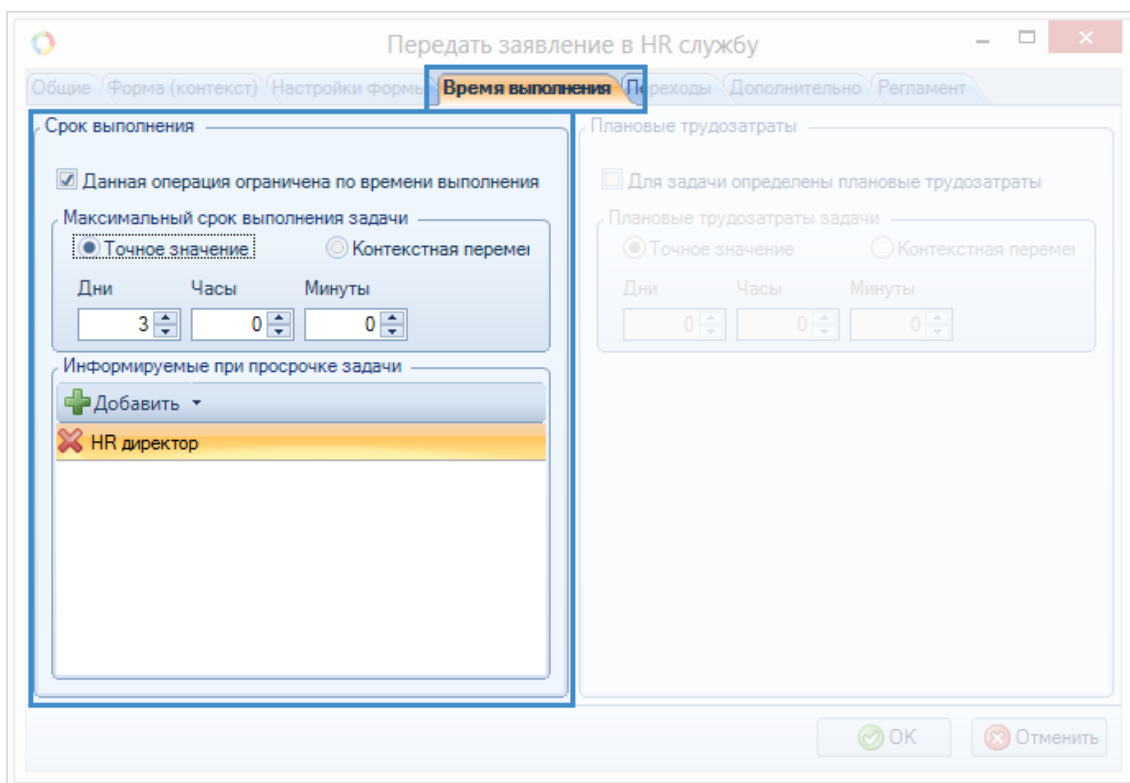 Передать заявление в HR службу
Общие Форма (контекст) Настройки формы Время выполнения Переходы Дополнительно Регламент
Срок выполнения
Данная операция ограничена по времени выполнения
Максимальный срок выполнения задачи
Точное значение Контекстная перемен
Дни Часы Минуты
3 0 0
Информируемые при просрочке задачи
Добавить
HR директор
Плановые трудозатраты
Для задачи определены плановые трудозатраты
Плановые трудозатраты задачи
Точное значение Контекстная перемен
Дни Часы Минуты
0 0 0
OK Отменить